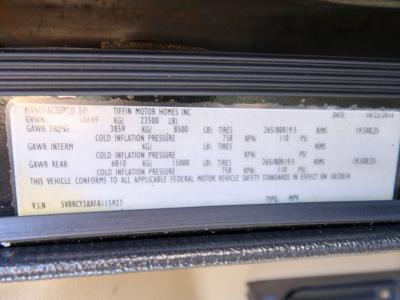 MANUFACTURED BY: TIFFIN MOTOR HOMES INC DATE: 10/23/2014
GVWR: 10669 KG( 23500 LB)
GAWR FRONT: 3859 KG( 8500 LB) TIRES 265/80R19.5 RIMS 19.5X8.25
COLD INFLATION PRESSURE 758 KPA( 110 PSI
GAWR INTERM KG( LB) TIRES RIMS
COLD INFLATION PRESSURE KPA( PSI
GAWR REAR 6810 KG( 15000 LB) TIRES 265/80R19.5 RIMS 19.5X8.25
COLD INFLATION PRESSURE 758 KPA( 110 PSI
THIS VEHICLE CONFORMS TO ALL APPLICABLE FEDERAL MOTOR VEHICLE SAFETY STANDARDS IN EFFECT ON 10/2014
V.I.N 5VBRCY1AXFA115927
TYPE: MPV